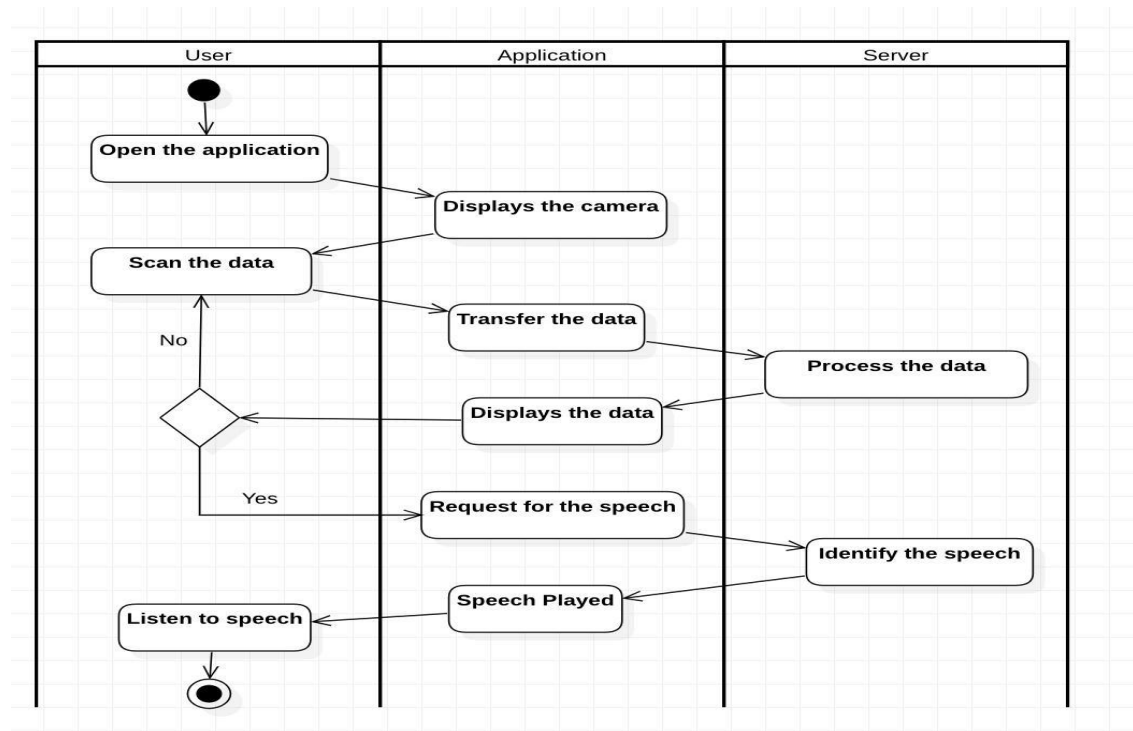 User
Application
Server
Open the application
Displays the camera
Scan the data
Transfer the data
No
Process the data
Displays the data
Yes
Request for the speech
Identify the speech
Speech Played
Listen to speech